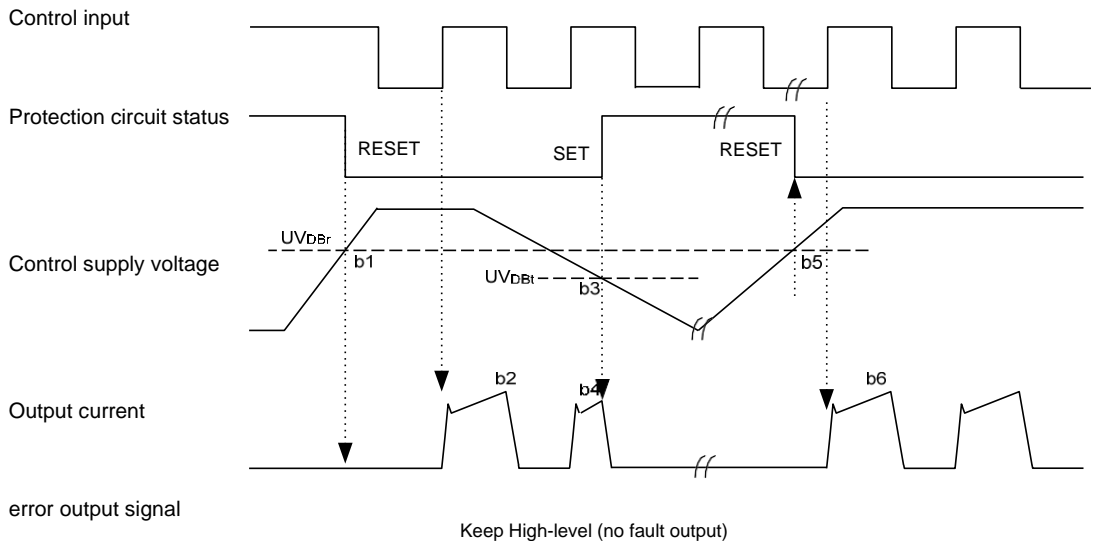 Control input
Protection circuit status
RESET
SET
RESET
UVDBr
Control supply voltage
b1
b5
UVDBt
b3
b2
b4
b6
Output current
error output signal
Keep High-level (no fault output)